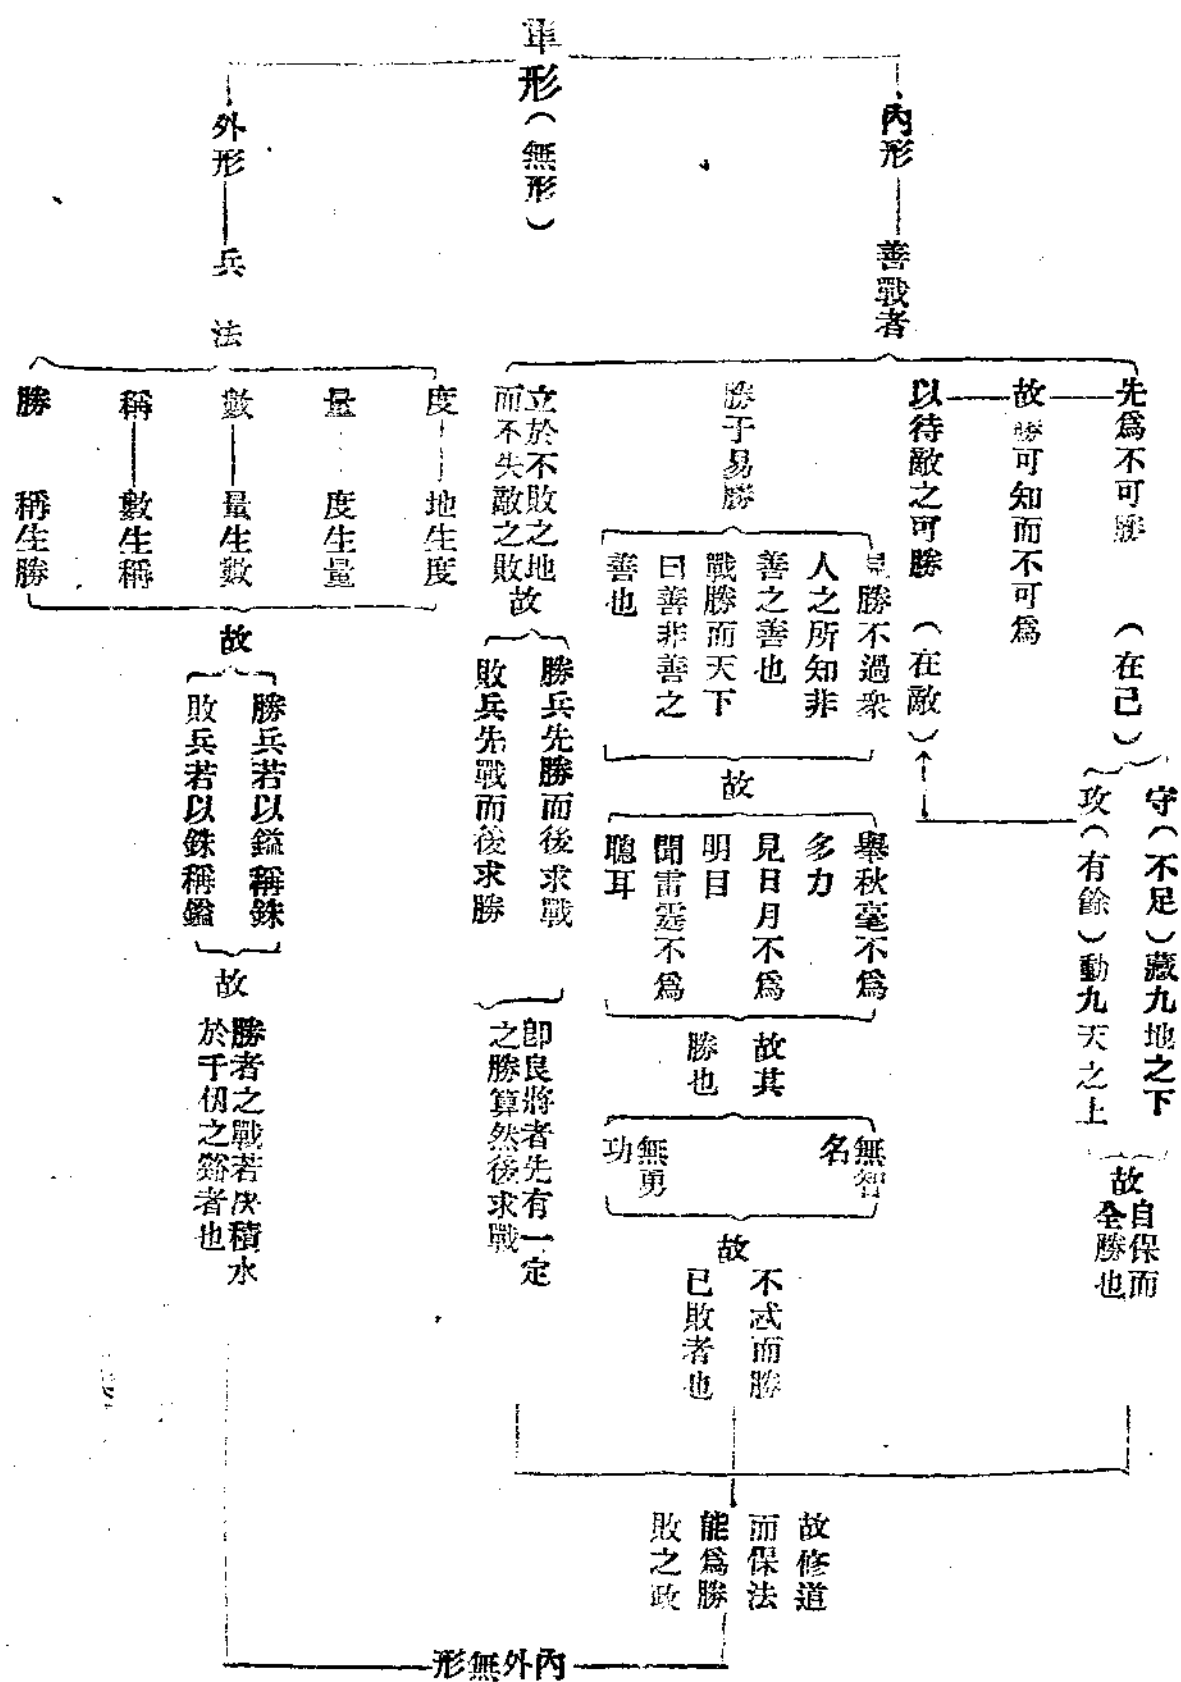 軍形(無形)
內形
善戰者
先爲不可勝(在己)
故勝可知而不可爲
以待敵之可勝(在敵)
守(不足)藏九地之下
攻(有餘)動九天之上
故
自保而
全勝也
勝于易勝
見勝不過衆
人之所知非
善之善也
戰勝而天下
曰善非善之
善也
故
舉秋毫不爲
多力
見日月不爲
明目
聞雷霆不爲
聰耳
故其
勝也
無智
名
無勇
功
故
不忒而勝
已敗者也
立於不敗之地
而不失敵之敗
故
勝兵先勝而後求戰
敗兵先戰而後求勝
卽良將者先有一定
之勝算然後求戰
故修道
而保法
能爲勝
敗之政
外形
兵法
度
地生度
量
度生量
數
量生數
稱
數生稱
勝
稱生勝
故
勝兵若以鎰稱銖
敗兵若以銖稱鎰
故
勝者之戰若決積水
於千仞之谿者也
形無外內